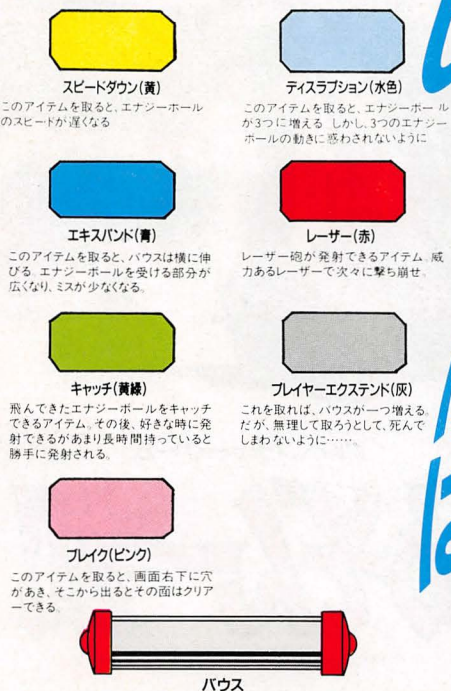 スピードダウン(黄)
このアイテムを取ると、エナジーボール
のスピードが遅くなる
ディスラプション(水色)
このアイテムを取ると、エナジーボール
が3つに増える しかし、3つのエナジー
ボールの動きに惑わされないように
エキスパンド(青)
このアイテムを取ると、バウスは横に伸
びる。エナジーボールを受ける部分が
広くなり、ミスが少なくなる。
レーザー(赤)
レーザー砲が発射できるアイテム。威
力あるレーザーで次々に撃ち崩せ。
キャッチ(黄緑)
飛んできたエナジーボールをキャッチ
できるアイテム。その後、好きな時に発
射できるがあまり長時間持っていると
勝手に発射される。
プレイヤーエクステンド(灰)
これを取れば、バウスが一つ増える。
だが、無理して取ろうとして、死んで
しまわないように……
ブレイク(ピンク)
このアイテムを取ると、画面右下に穴
があき、そこから出るとその面はクリア
ーできる。
バウス